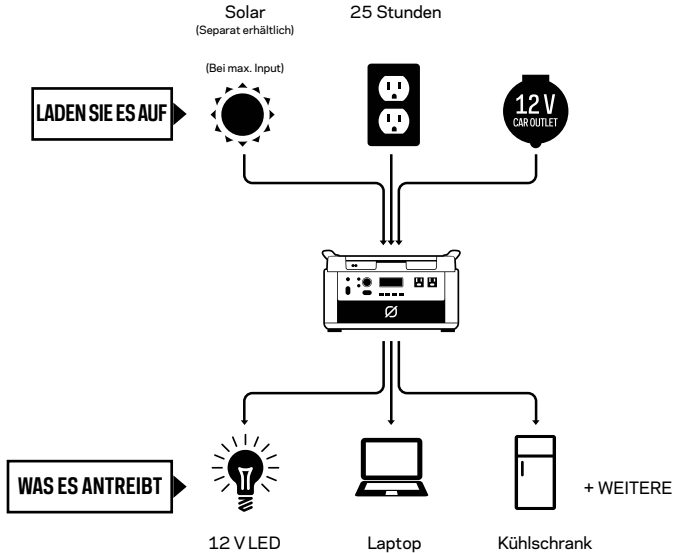 Solar
(Separat erhältlich)
25 Stunden
(Bei max. Input)
LADEN SIE ES AUF
12 V
CAR OUTLET
WAS ES ANTREIBT
+ WEITERE
12 V LED
Laptop
Kühlschrank